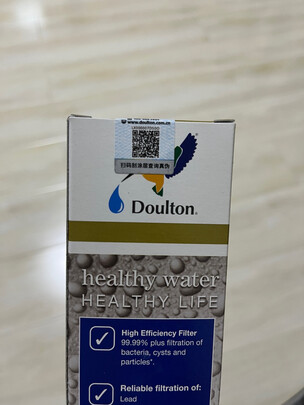 www.doulton.com.cn
扫码刮涂层查询真伪
Doulton®
healthy water
HEALTHY LIFE
High Efficiency Filter
99.99% plus filtration of
bacteria, cysts and
particles*.
Reliable filtration of:
Lead